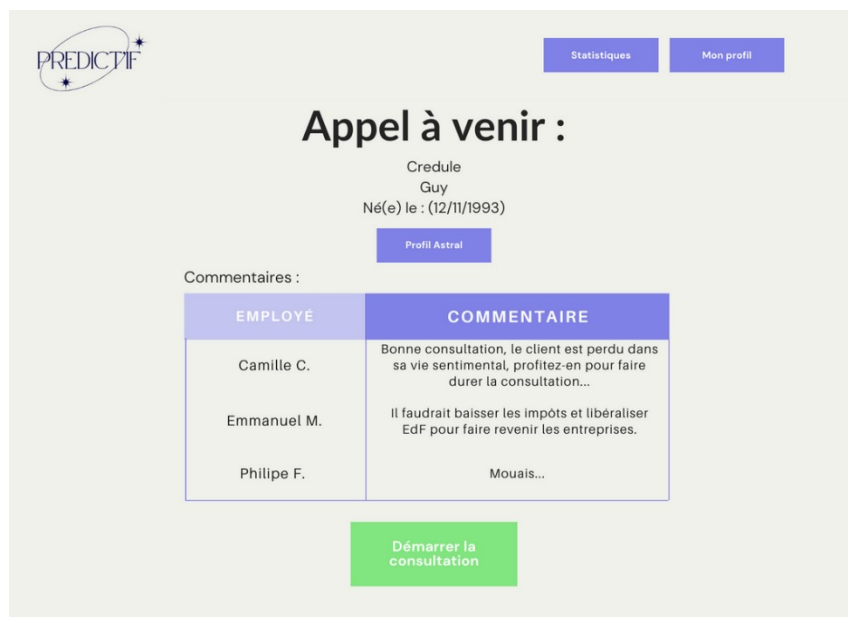 PREDICT'IF
Statistiques
Mon profil
Appel à venir :
Credule
Guy
Né(e) le : (12/11/1993)
Profil Astral
Commentaires :
EMPLOYÉ
COMMENTAIRE
Camille C.
Bonne consultation, le client est perdu dans
sa vie sentimental, profitez-en pour faire
durer la consultation...
Emmanuel M.
Il faudrait baisser les impôts et libéraliser
EdF pour faire revenir les entreprises.
Philipe F.
Mouais...
Démarrer la
consultation